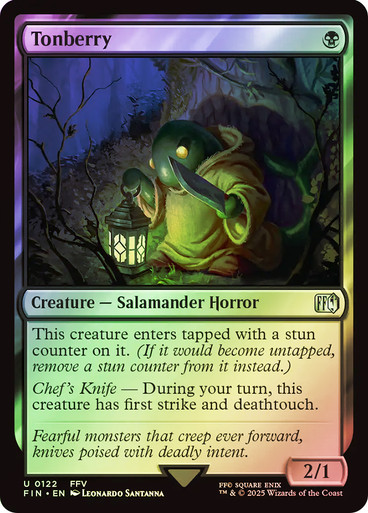 Tonberry
Creature — Salamander Horror
FFC
This creature enters tapped with a stun
counter on it. (If it would become untapped,
remove a stun counter from it instead.)
Chef's Knife — During your turn, this
creature has first strike and deathtouch.
Fearful monsters that creep ever forward,
knives poised with deadly intent.
2/1
U 0122 FFV
FIN • EN Leonardo Santanna
FF© SQUARE ENIX
™ & © 2025 Wizards of the Coast